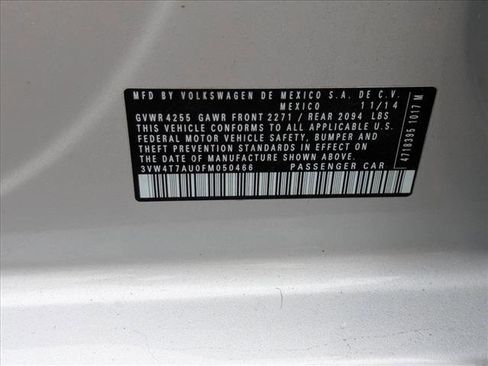 MFD BY VOLKSWAGEN DE MEXICO S.A. DE C.V.
MEXICO 11/14
GVWR 4255 GAWR FRONT 2271 / REAR 2094 LBS
THIS VEHICLE CONFORMS TO ALL APPLICABLE U.S.
FEDERAL MOTOR VEHICLE SAFETY, BUMPER AND
THEFT PREVENTION STANDARDS IN EFFECT ON THE
DATE OF MANUFACTURE SHOWN ABOVE.
3VW4T7AU0FM050466 PASSENGER CAR
4718395 1017 M